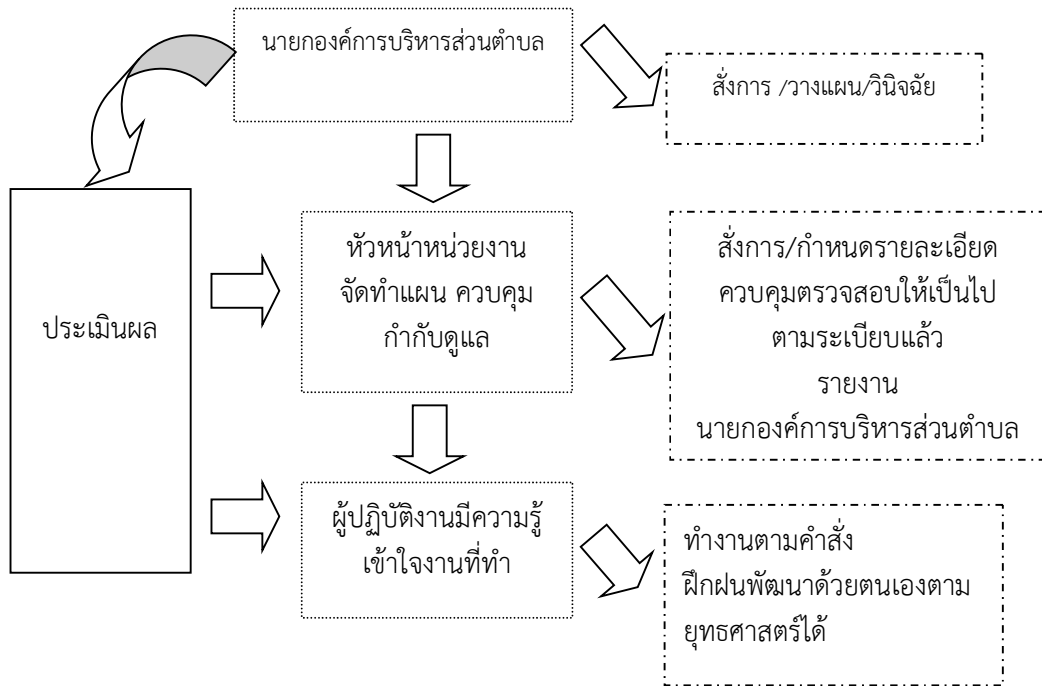 นายกองค์การบริหารส่วนตำบล
สั่งการ /วางแผน/วินิจฉัย
หัวหน้าหน่วยงาน
จัดทำแผน ควบคุม
กำกับดูแล
สั่งการ/กำหนดรายละเอียด
ควบคุมตรวจสอบให้เป็นไป
ตามระเบียบแล้ว
รายงาน
นายกองค์การบริหารส่วนตำบล
ประเมินผล
ผู้ปฏิบัติงานมีความรู้
เข้าใจงานที่ทำ
ทำงานตามคำสั่ง
ฝึกฝนพัฒนาด้วยตนเองตาม
ยุทธศาสตร์ได้